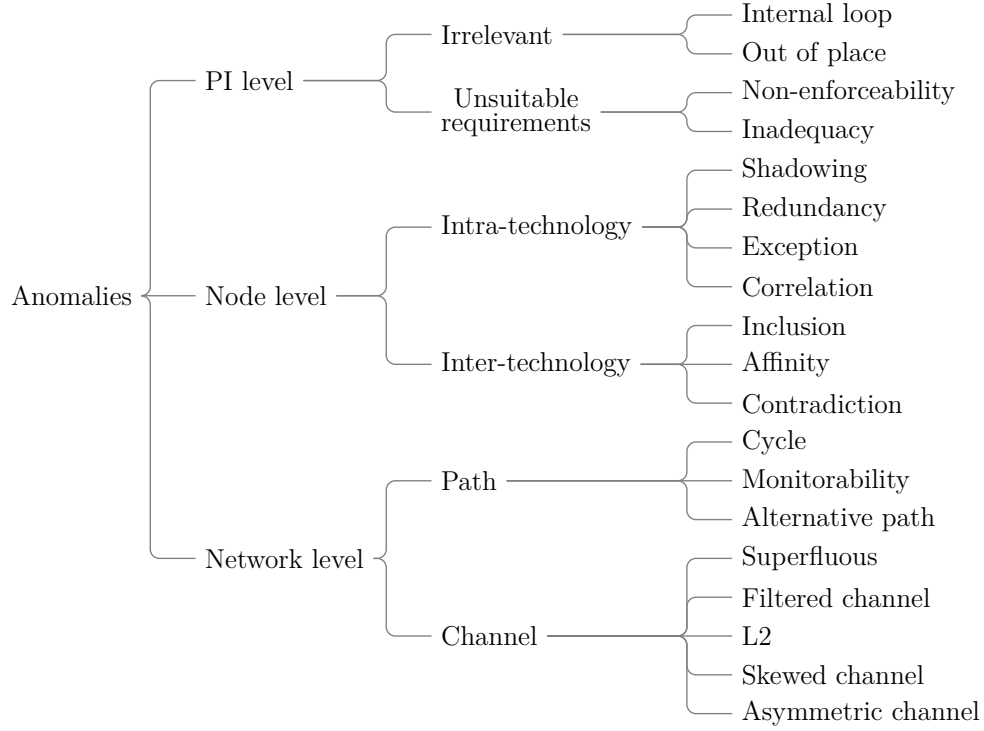 Anomalies
PI level
Irrelevant
Internal loop
Out of place
Unsuitable
requirements
Non-enforceability
Inadequacy
Node level
Intra-technology
Shadowing
Redundancy
Exception
Correlation
Inter-technology
Inclusion
Affinity
Contradiction
Network level
Path
Cycle
Monitorability
Alternative path
Channel
Superfluous
Filtered channel
L2
Skewed channel
Asymmetric channel